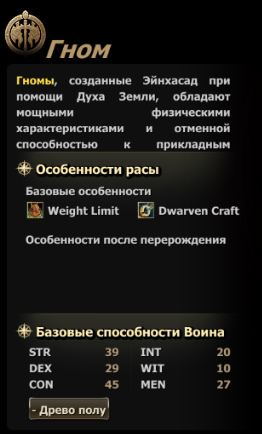 Гном
Гномы, созданные Эйнхасад при
помощи Духа Земли, обладают
мощными физическими
характеристиками и отменной
способностью к прикладным
Особенности расы
Базовые особенности
Weight Limit Dwarven Craft
Особенности после перерождения
Базовые способности Воина
STR 39 INT 20
DEX 29 WIT 10
CON 45 MEN 27
- Древо полу